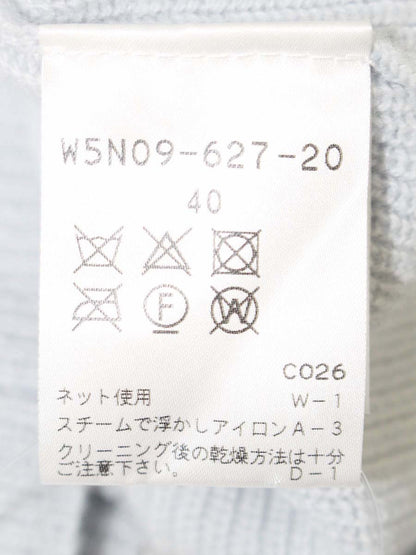 W5N09-627-20
40
F
W
C026
ネット使用 W-1
スチームで浮かしアイロン A-3
クリーニング後の乾燥方法は十分
ご注意下さい。 D-1